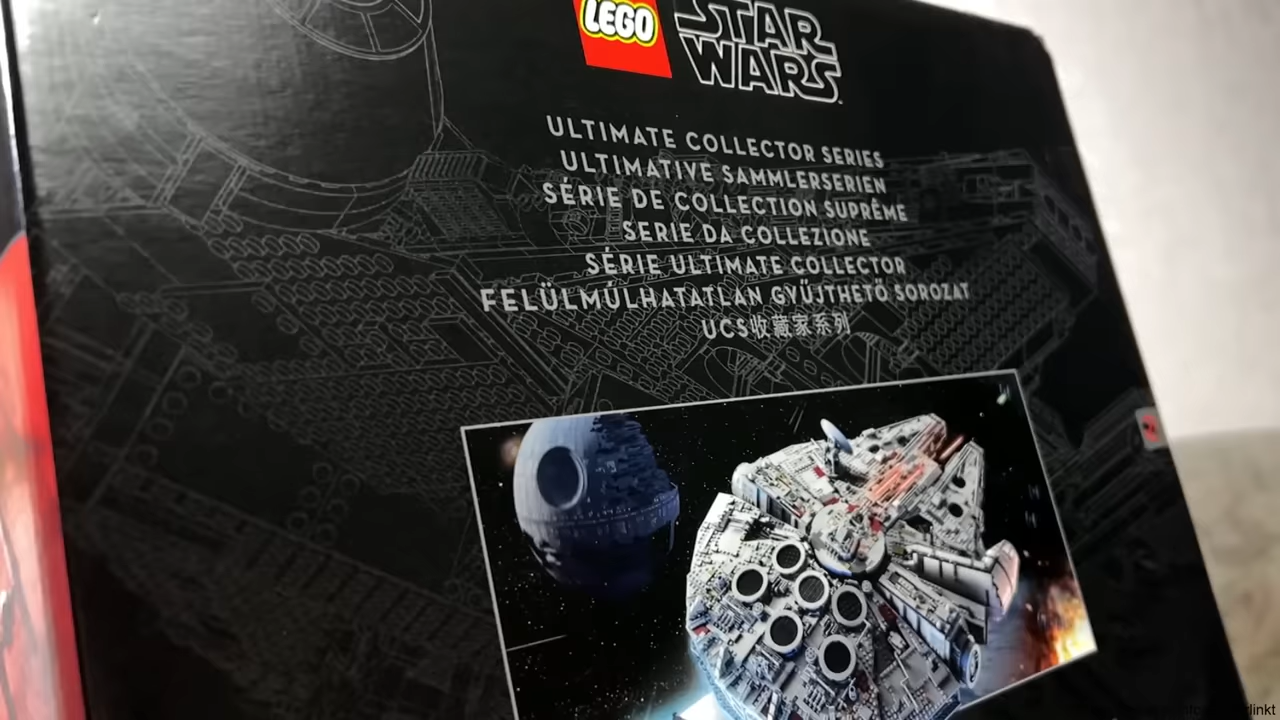 LEGO
STAR
WARS
ULTIMATE COLLECTOR SERIES
ULTIMATIVE SAMMLERSERIEN
SÉRIE DE COLLECTION SUPRÊME
SERIE DA COLLEZIONE
SÉRIE ULTIMATE COLLECTOR
FELÜLMÚLHATATLAN GYŰJTHETŐ SOROZAT
UCS收藏家系列